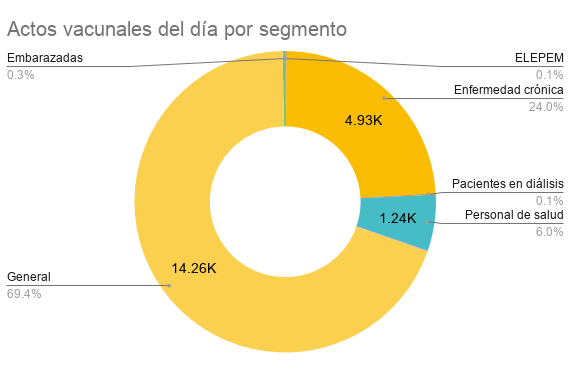 Actos vacunales del día por segmento
Embarazadas
0.3%
ELEPEM
0.1%
Enfermedad crónica
24.0%
4.93K
Pacientes en diálisis
0.1%
Personal de salud
6.0%
1.24K
14.26K
General
69.4%